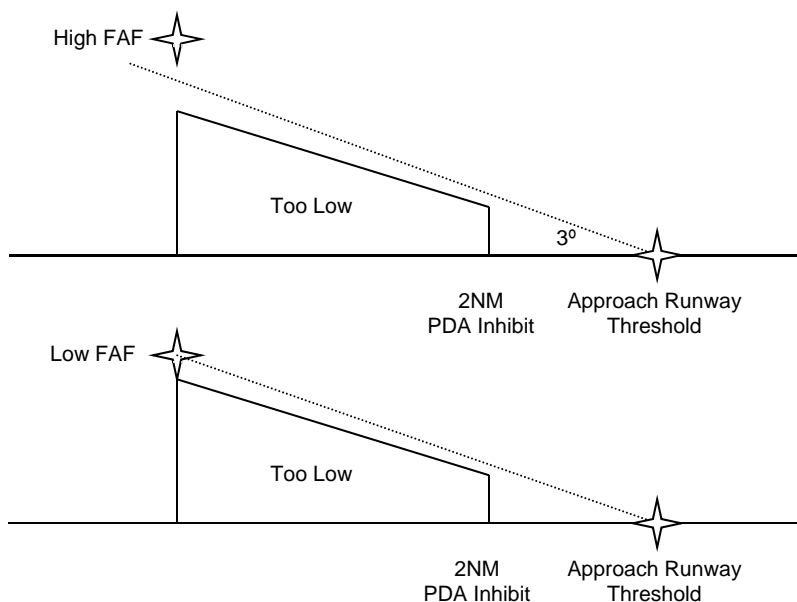 High FAF
Too Low
3º
2NM
PDA Inhibit
Approach Runway
Threshold
Low FAF
Too Low
2NM
PDA Inhibit
Approach Runway
Threshold